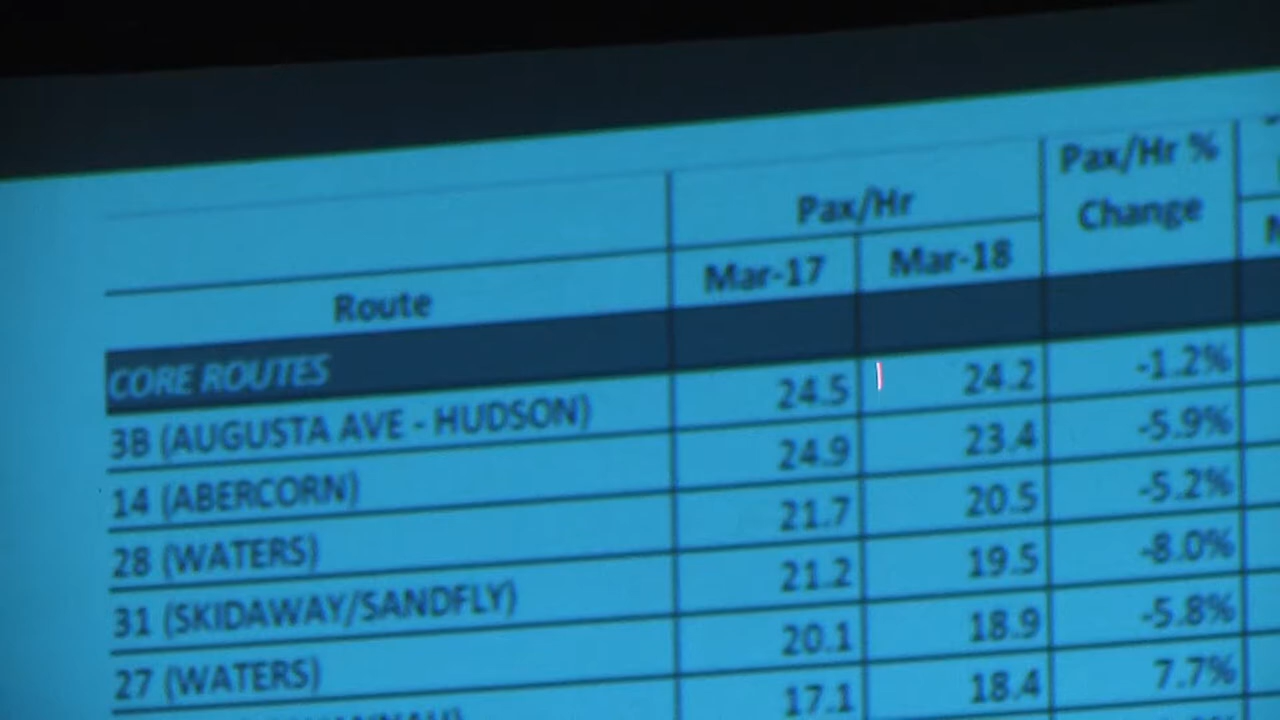 Pax/Hr Pax/Hr % Change
Route Mar-17 Mar-18
CORE ROUTES
3B (AUGUSTA AVE - HUDSON) 24.5 24.2 -1.2%
14 (ABERCORN) 24.9 23.4 -5.9%
28 (WATERS) 21.7 20.5 -5.2%
31 (SKIDAWAY/SANDFLY) 21.2 19.5 -8.0%
27 (WATERS) 20.1 18.9 -5.8%
17.1 18.4 7.7%